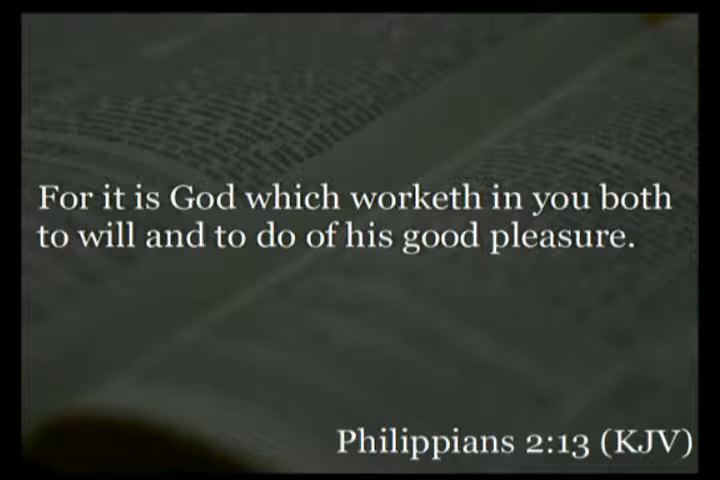 For it is God which worketh in you both
to will and to do of his good pleasure.
Philippians 2:13 (KJV)